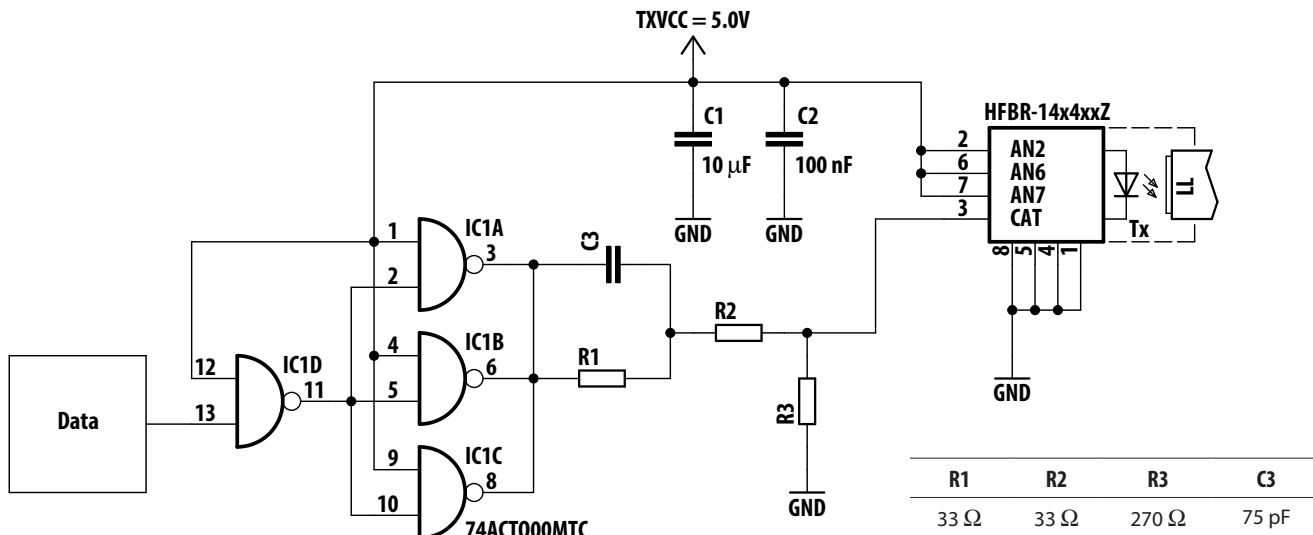 TXVCC = 5.0V
C1
10 µF
GND
C2
100 nF
GND
HFBR-14x4xxZ
2 AN2
6 AN6
7 AN7
3 CAT
LL
Tx
8 5 4 1
GND
1
2
IC1A
3
C3
4
5
IC1B
6
R1
R2
R3
GND
12
13
IC1D
11
Data
9
10
IC1C
8
74ACTQ00MTC
R1 R2 R3 C3
33 Ω 33 Ω 270 Ω 75 pF